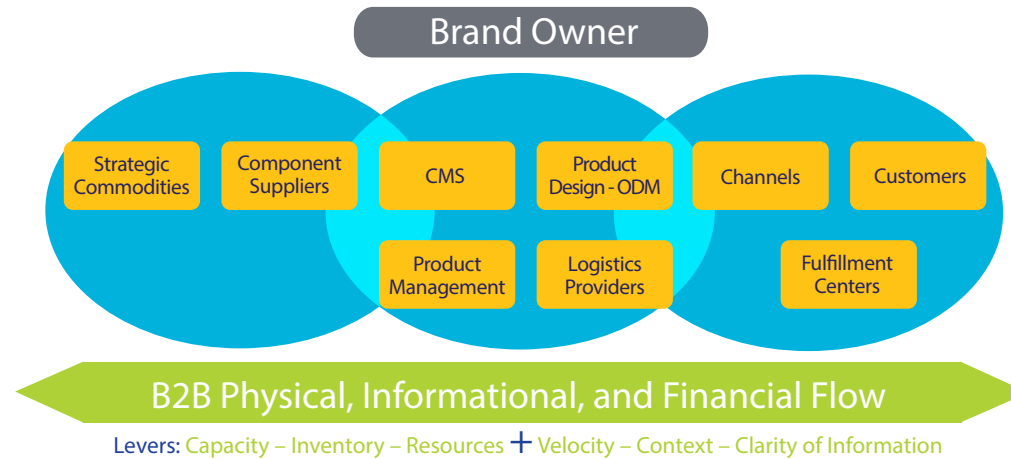 Brand Owner
Strategic
Commodities
Component
Suppliers
CMS
Product
Design - ODM
Channels
Customers
Product
Management
Logistics
Providers
Fulfillment
Centers
B2B Physical, Informational, and Financial Flow
Levers: Capacity – Inventory – Resources + Velocity – Context – Clarity of Information